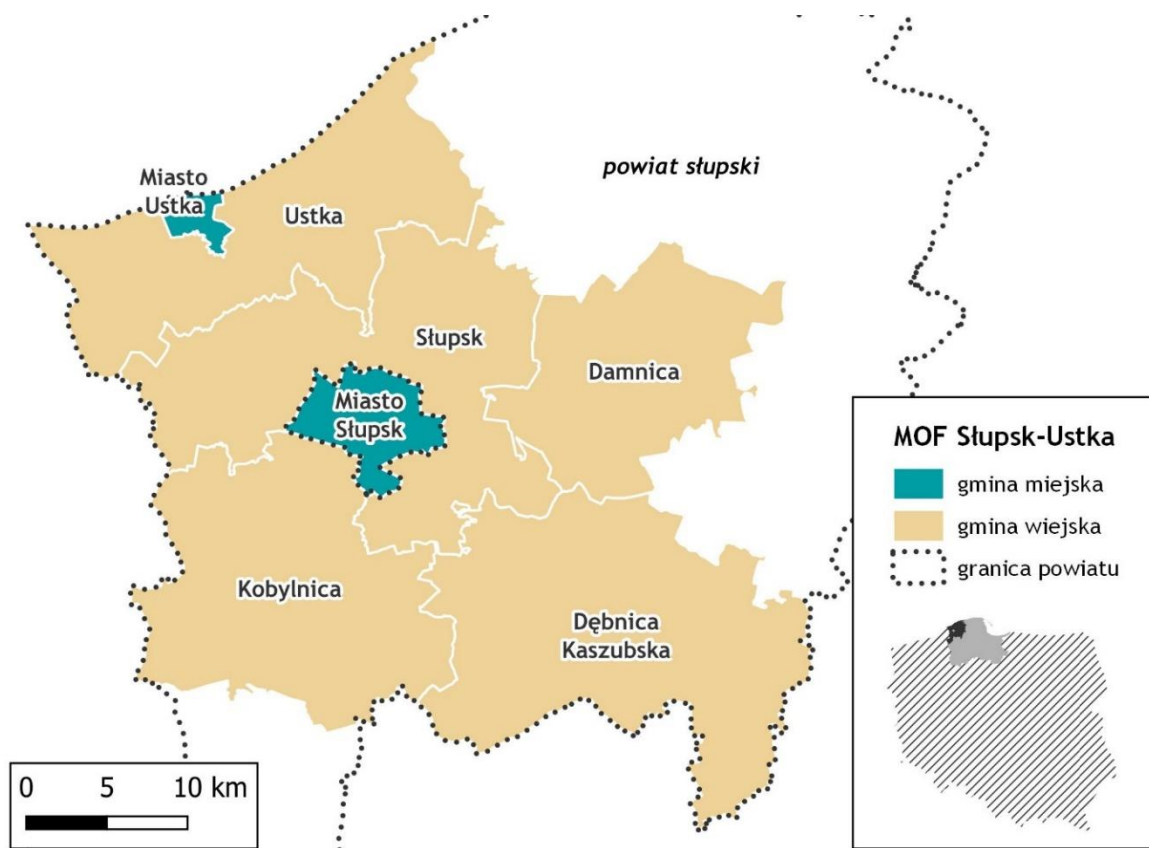 powiat słupski
Miasto
Ustka
Ustka
Słupsk
Damnica
Miasto
Słupsk
Kobylnica
Dębnica
Kaszubska
MOF Słupsk-Ustka
gmina miejska
gmina wiejska
granica powiatu
0 5 10 km